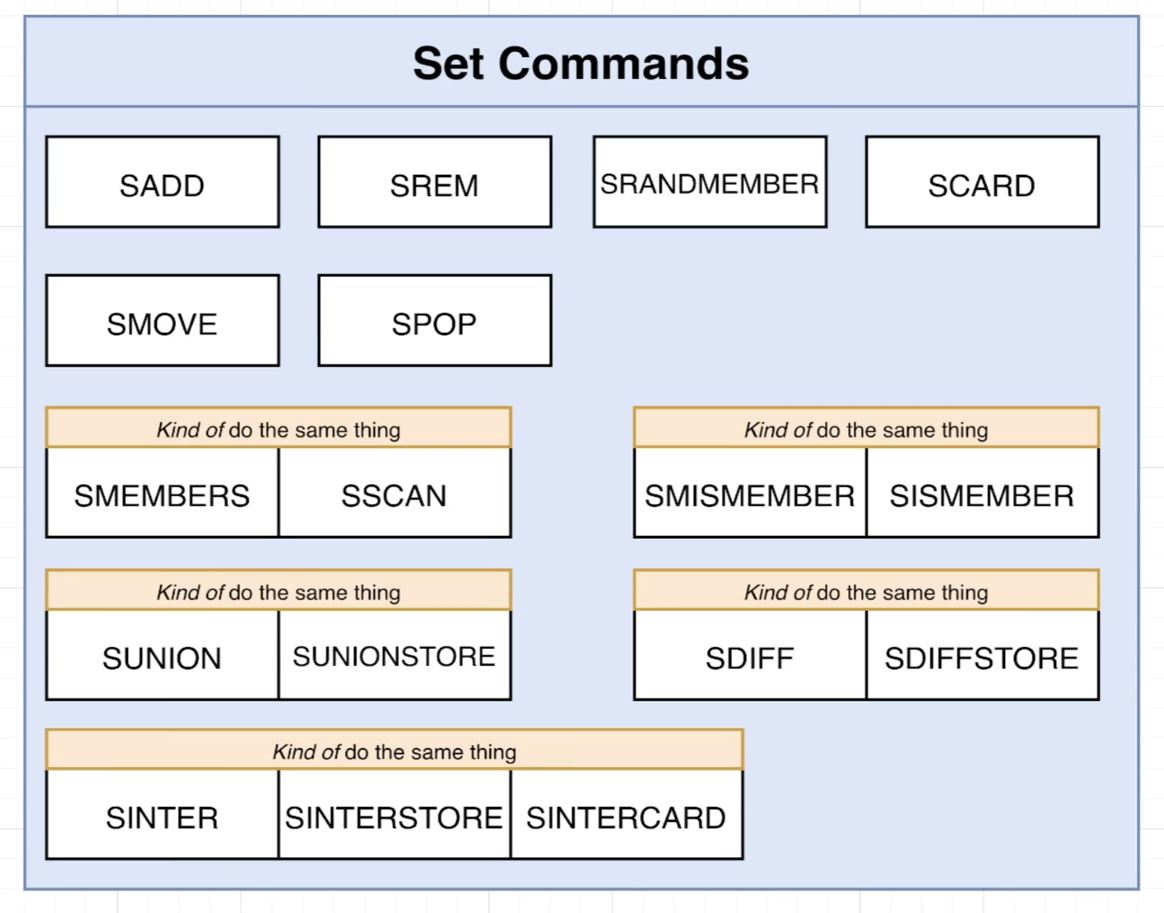 Set Commands
SADD
SREM
SRANDMEMBER
SCARD
SMOVE
SPOP
Kind of do the same thing
SMEMBERS
SSCAN
Kind of do the same thing
SMISMEMBER
SISMEMBER
Kind of do the same thing
SUNION
SUNIONSTORE
Kind of do the same thing
SDIFF
SDIFFSTORE
Kind of do the same thing
SINTER
SINTERSTORE
SINTERCARD